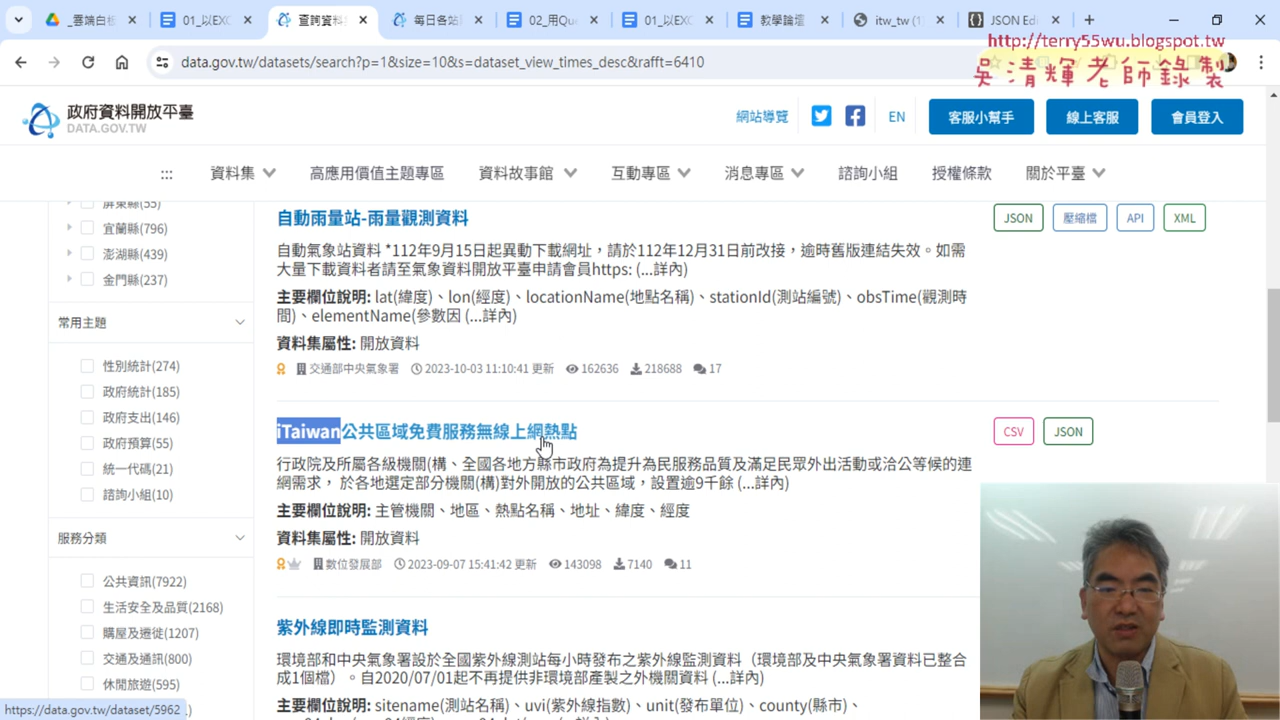 _雲端白板
01_以EXC
查詢資料
每日各站
02_用Que
01_以EXC
教學論壇
itw_tw (1
JSON Ed
http://terry55wu.blogspot.tw
吳清輝老師錄製
data.gov.tw/datasets/search?p=1&size=10&s=dataset_view_times_desc&rafft=6410
政府資料開放平臺
DATA.GOV.TW
網站導覽
EN
客服小幫手
線上客服
會員登入
:::
資料集
高應用價值主題專區
資料故事館
互動專區
消息專區
諮詢小組
授權條款
關於平臺
屏東縣(55)
宜蘭縣(796)
澎湖縣(439)
金門縣(237)
常用主題
性別統計(274)
政府統計(185)
政府支出(146)
政府預算(55)
統一代碼(21)
諮詢小組(10)
服務分類
公共資訊(7922)
生活安全及品質(2168)
購屋及遷徙(1207)
交通及通訊(800)
休閒旅遊(595)
自動雨量站-雨量觀測資料
JSON
壓縮檔
API
XML
自動氣象站資料 *112年9月15日起異動下載網址，請於112年12月31日前改接，逾時舊版連結失效。如需
大量下載資料者請至氣象資料開放平臺申請會員https: (...詳內)
主要欄位說明: lat(緯度)、lon(經度)、locationName(地點名稱)、stationId(測站編號)、obsTime(觀測時
間)、elementName(參數因 (...詳內)
資料集屬性: 開放資料
交通部中央氣象署 2023-10-03 11:10:41 更新 162636 218688 17
iTaiwan公共區域免費服務無線上網熱點
CSV
JSON
行政院及所屬各級機關(構、全國各地方縣市政府為提升為民服務品質及滿足民眾外出活動或洽公等候的連
網需求， 於各地選定部分機關(構)對外開放的公共區域，設置逾9千餘 (...詳內)
主要欄位說明: 主管機關、地區、熱點名稱、地址、緯度、經度
資料集屬性: 開放資料
數位發展部 2023-09-07 15:41:42 更新 143098 7140 11
紫外線即時監測資料
環境部和中央氣象署設於全國紫外線測站每小時發布之紫外線監測資料（環境部及中央氣象署資料已整合
成1個檔）。自2020/07/01起不再提供非環境部產製之外機關資料 (...詳內)
主要欄位說明: sitename(測站名稱)、uvi(紫外線指數)、unit(發布單位)、county(縣市)、
https://data.gov.tw/dataset/5962